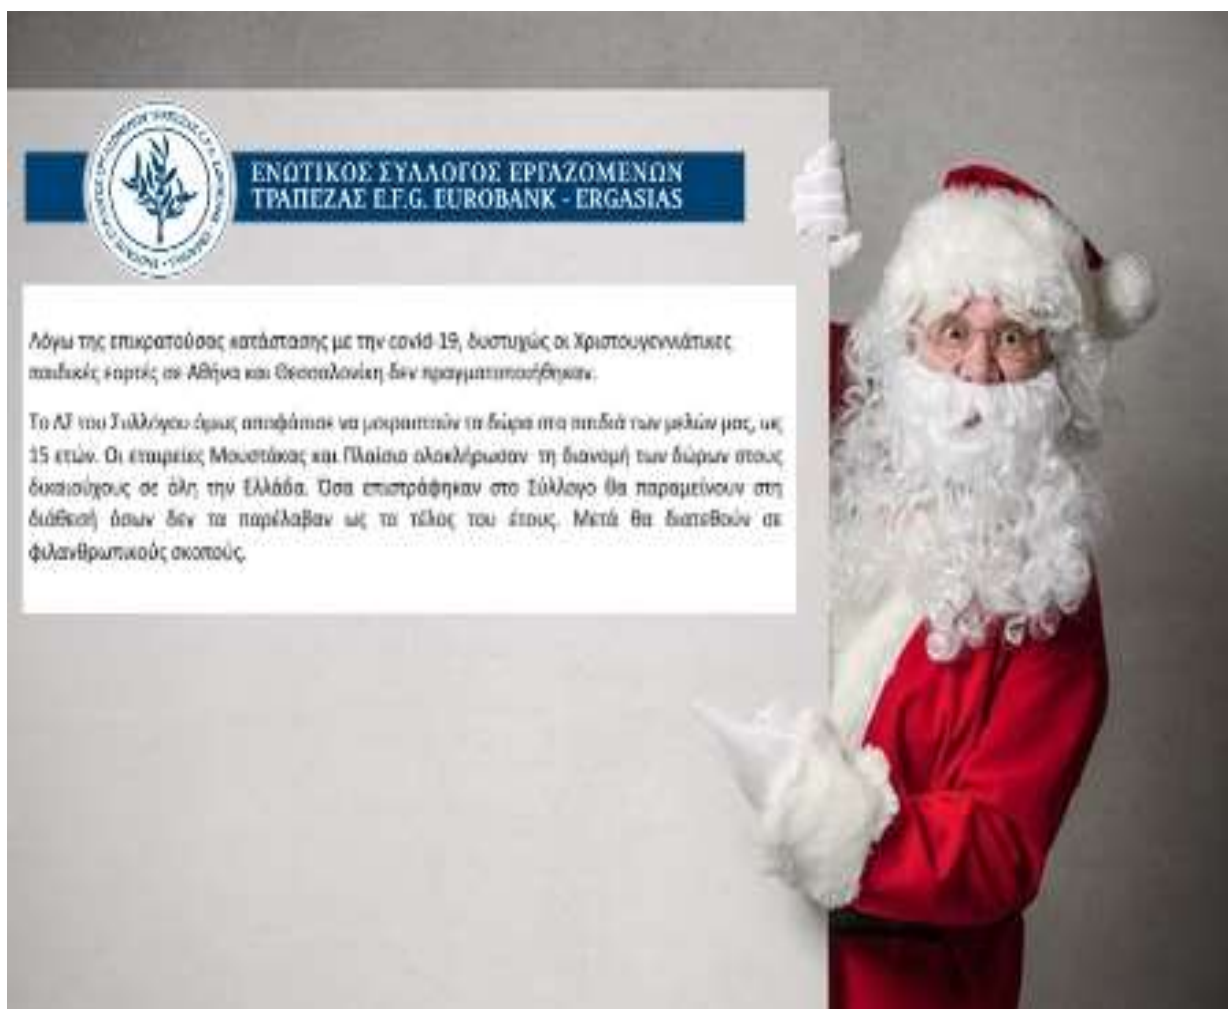 ΕΝΩΤΙΚΟΣ ΣΥΛΛΟΓΟΣ ΕΡΓΑΖΟΜΕΝΩΝ
ΤΡΑΠΕΖΑΣ E.F.G. EUROBANK - ERGASIAS
Λόγω της επικρατούσας κατάστασης με την covid-19, δυστυχώς οι Χριστουγεννιάτικες
παιδικές εορτές σε Αθήνα και Θεσσαλονίκη δεν πραγματοποιήθηκαν.
Το ΔΣ του Συλλόγου όμως αποφάσισε να μοιραστούν τα δώρα στα παιδιά των μελών μας, ως
15 ετών. Οι εταιρείες Μουστάκας και Πλαίσιο ολοκλήρωσαν τη διανομή των δώρων στους
δικαιούχους σε όλη την Ελλάδα. Όσα επιστράφηκαν στο Σύλλογο θα παραμείνουν στη
διάθεσή όσων δεν τα παρέλαβαν ως το τέλος του έτους. Μετά θα διατεθούν σε
φιλανθρωπικούς σκοπούς.